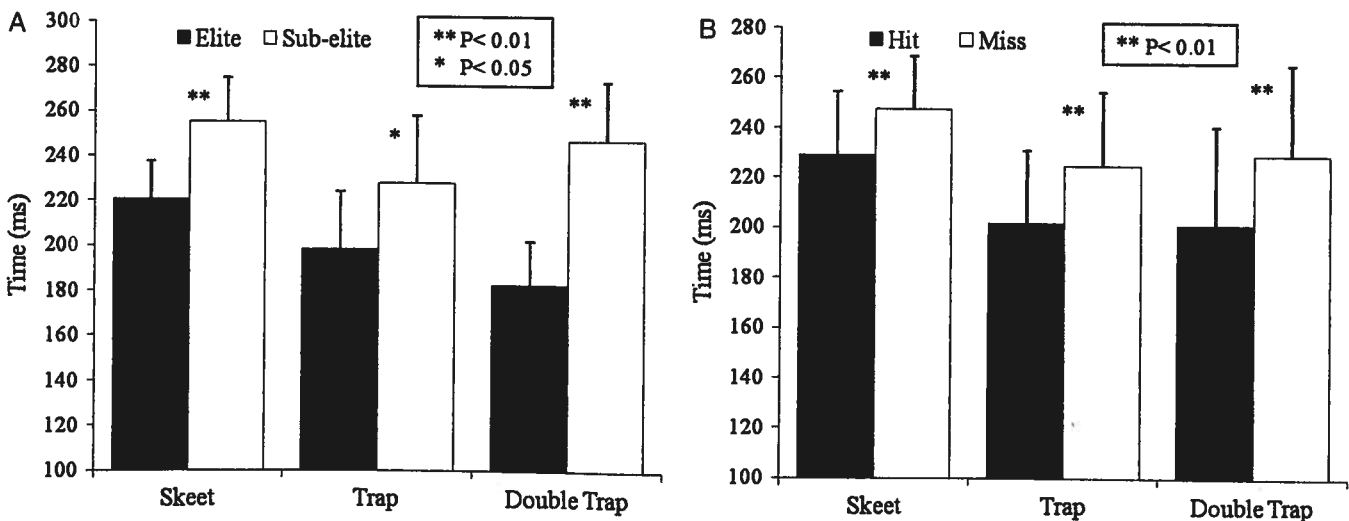 A
300
280
260
240
220
200
180
160
140
120
100
Time (ms)
Elite Sub-elite
** P< 0.01
* P< 0.05
**
*
**
Skeet Trap Double Trap
B
280
260
240
220
200
180
160
140
120
100
Time (ms)
Hit Miss
** P< 0.01
**
**
**
Skeet Trap Double Trap